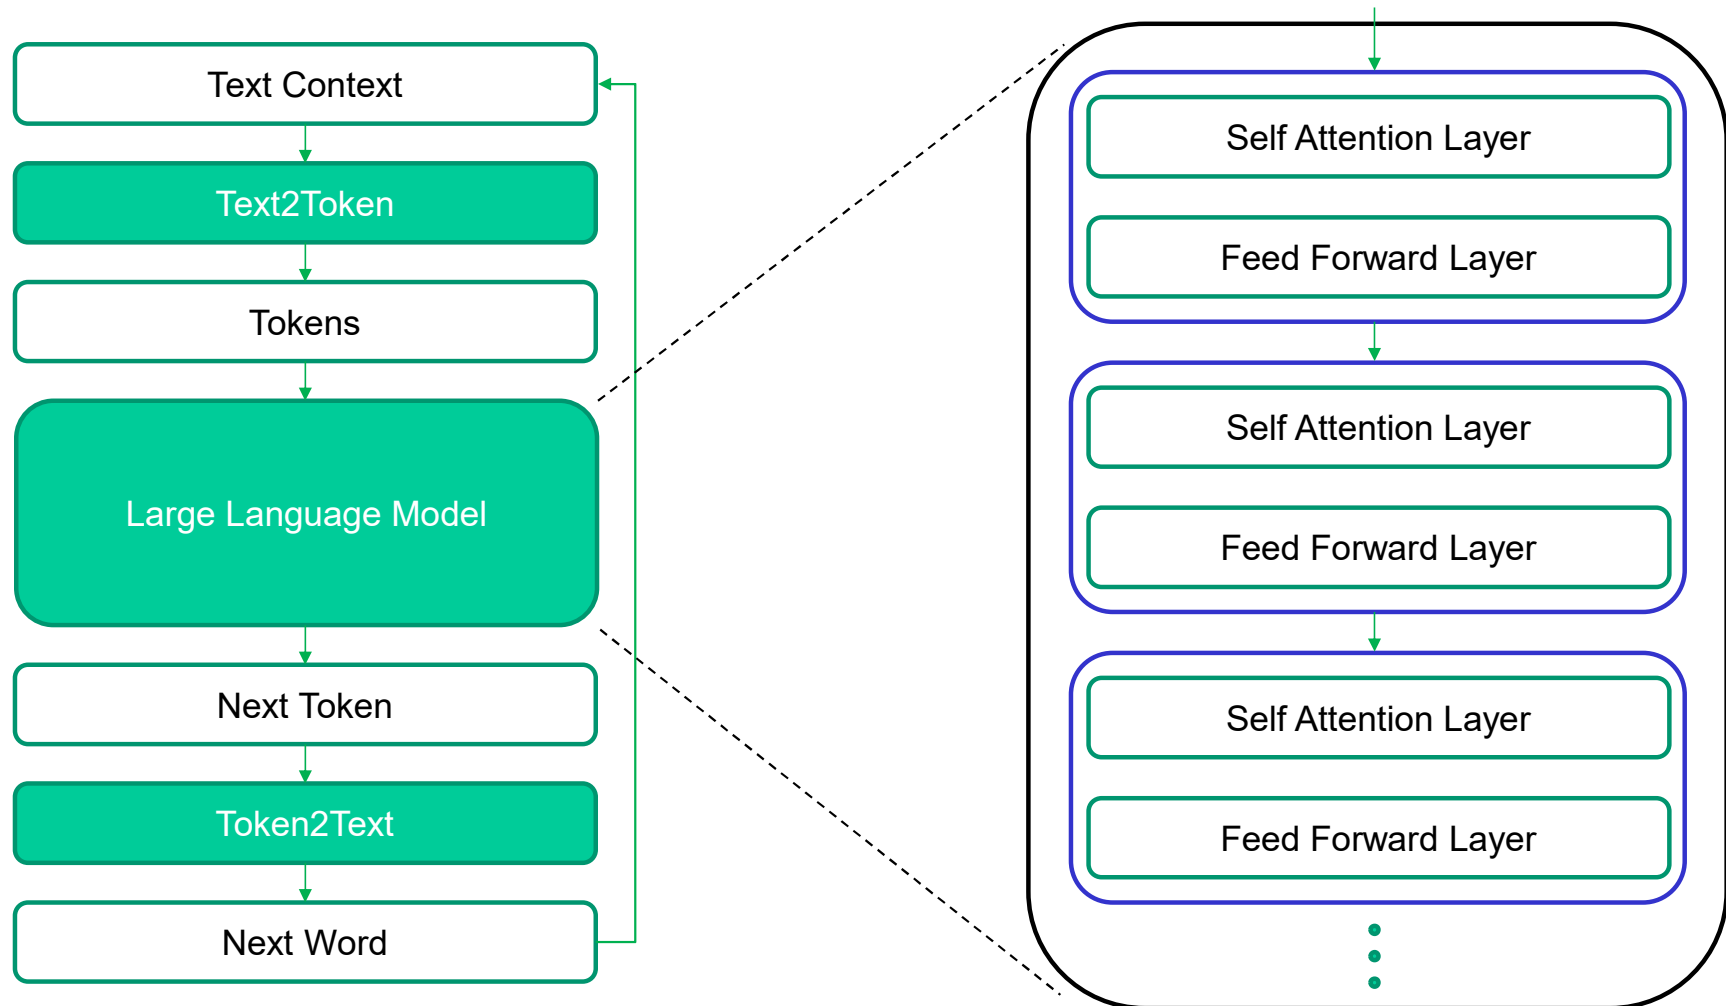 Text Context
Text2Token
Tokens
Large Language Model
Next Token
Token2Text
Next Word
Self Attention Layer
Feed Forward Layer
Self Attention Layer
Feed Forward Layer
Self Attention Layer
Feed Forward Layer